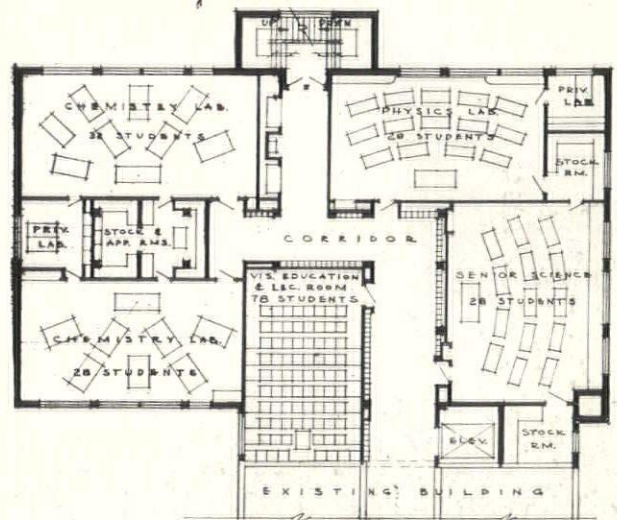 UP
DOWN
CHEMISTRY LAB.
32 STUDENTS
PHYSICS LAB.
28 STUDENTS
PRIV.
LAB
STOCK
RM.
PRIV.
LAB.
STOCK &
APP. RMS.
CORRIDOR
VIS. EDUCATION
& LEC. ROOM
78 STUDENTS
SENIOR SCIENCE
28 STUDENTS
CHEMISTRY LAB.
28 STUDENTS
ELEV.
STOCK
RM.
EXISTING BUILDING